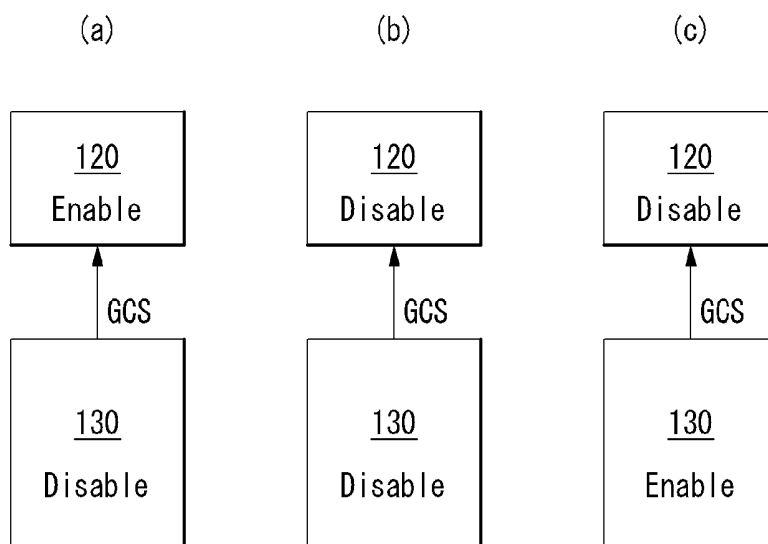 (a) (b) (c)
120 120 120
Enable Disable Disable
GCS GCS GCS
130 130 130
Disable Disable Enable